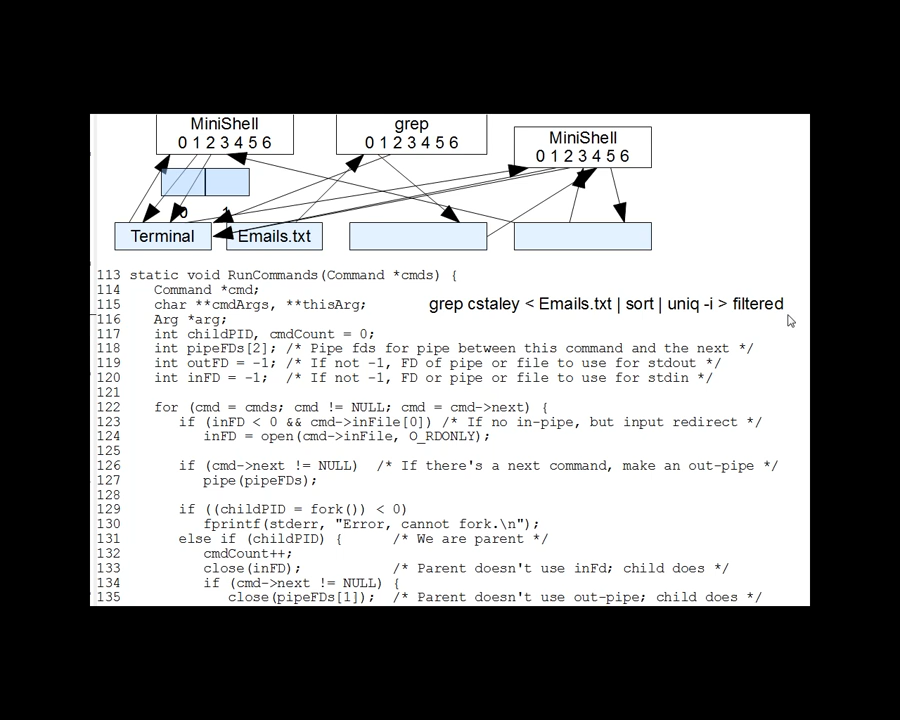 MiniShell
0 1 2 3 4 5 6
grep
0 1 2 3 4 5 6
MiniShell
0 1 2 3 4 5 6
0 1
Terminal
Emails.txt
113 static void RunCommands(Command *cmds) {
114 Command *cmd;
115 char **cmdArgs, **thisArg;
grep cstaley < Emails.txt | sort | uniq -i > filtered
116 Arg *arg;
117 int childPID, cmdCount = 0;
118 int pipeFDs[2]; /* Pipe fds for pipe between this command and the next */
119 int outFD = -1; /* If not -1, FD of pipe or file to use for stdout */
120 int inFD = -1; /* If not -1, FD or pipe or file to use for stdin */
121
122 for (cmd = cmds; cmd != NULL; cmd = cmd->next) {
123 if (inFD < 0 && cmd->inFile[0]) /* If no in-pipe, but input redirect */
124 inFD = open(cmd->inFile, O_RDONLY);
125
126 if (cmd->next != NULL) /* If there's a next command, make an out-pipe */
127 pipe(pipeFDs);
128
129 if ((childPID = fork()) < 0)
130 fprintf(stderr, "Error, cannot fork.\n");
131 else if (childPID) { /* We are parent */
132 cmdCount++;
133 close(inFD); /* Parent doesn't use inFd; child does */
134 if (cmd->next != NULL) {
135 close(pipeFDs[1]); /* Parent doesn't use out-pipe; child does */